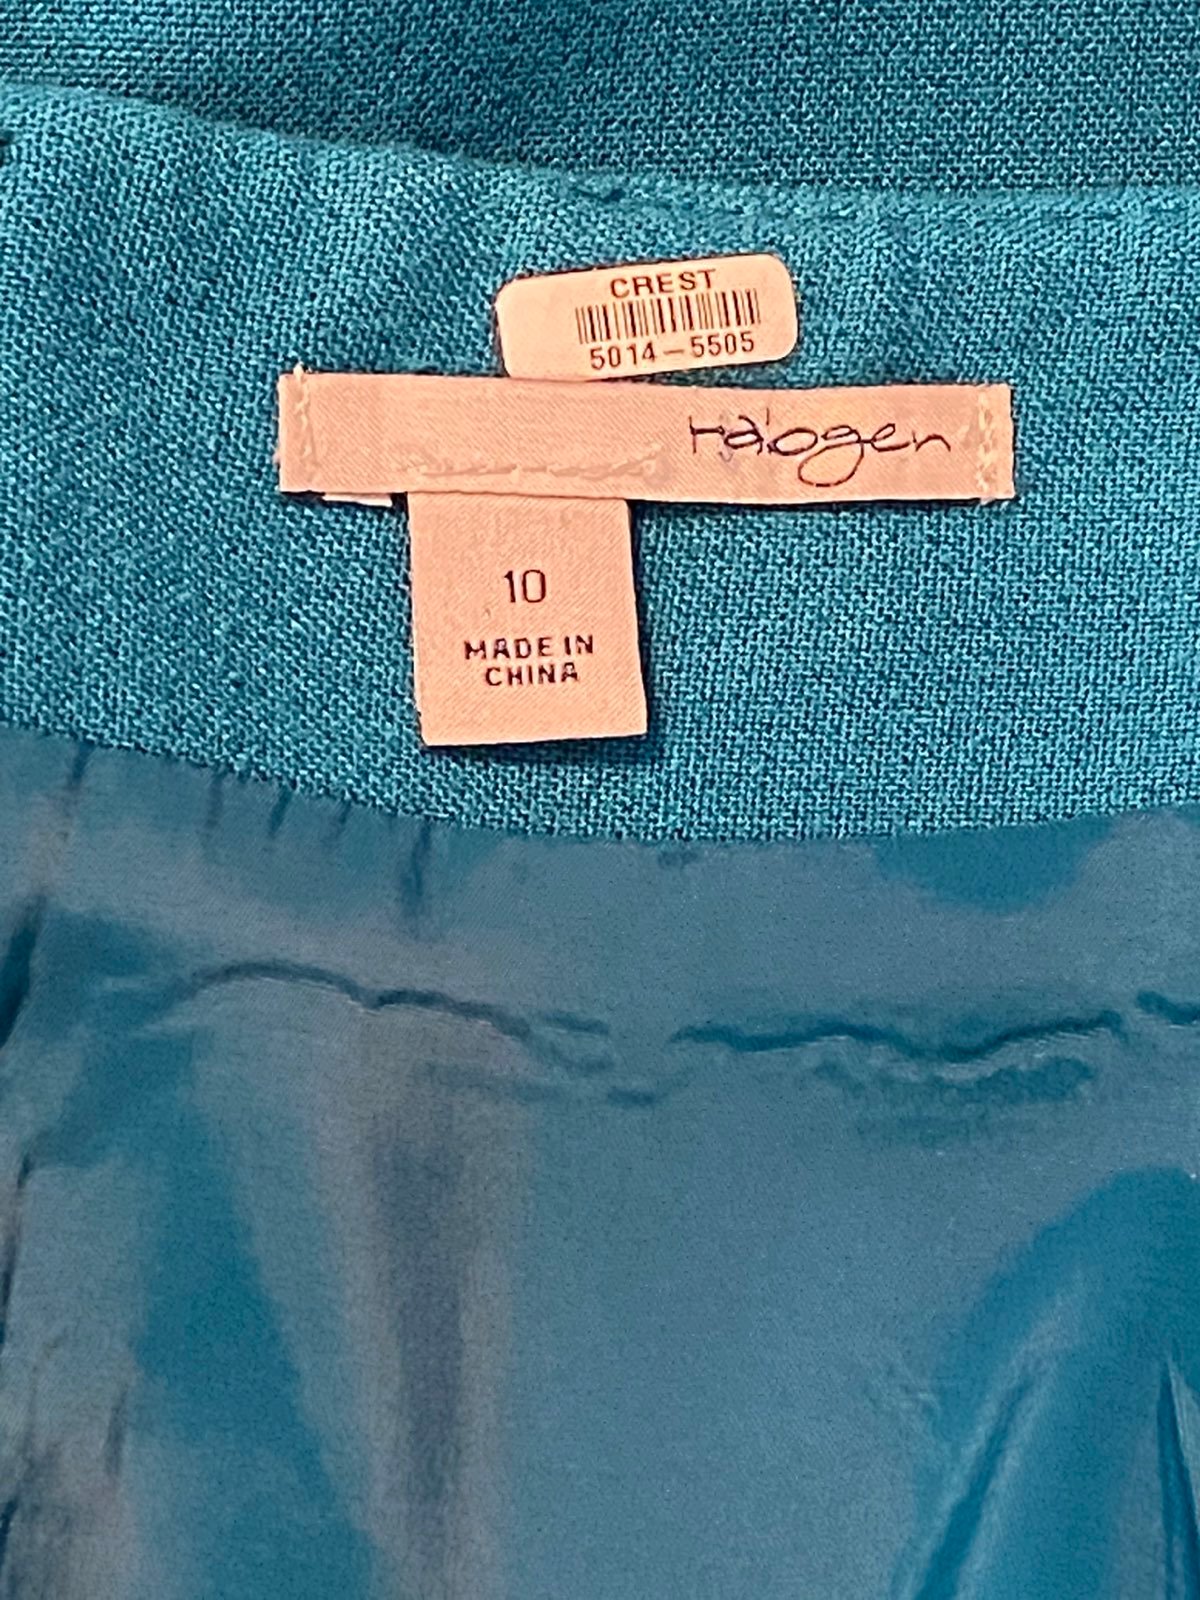 CREST
5014-5505
Halogen
10
MADE IN
CHINA